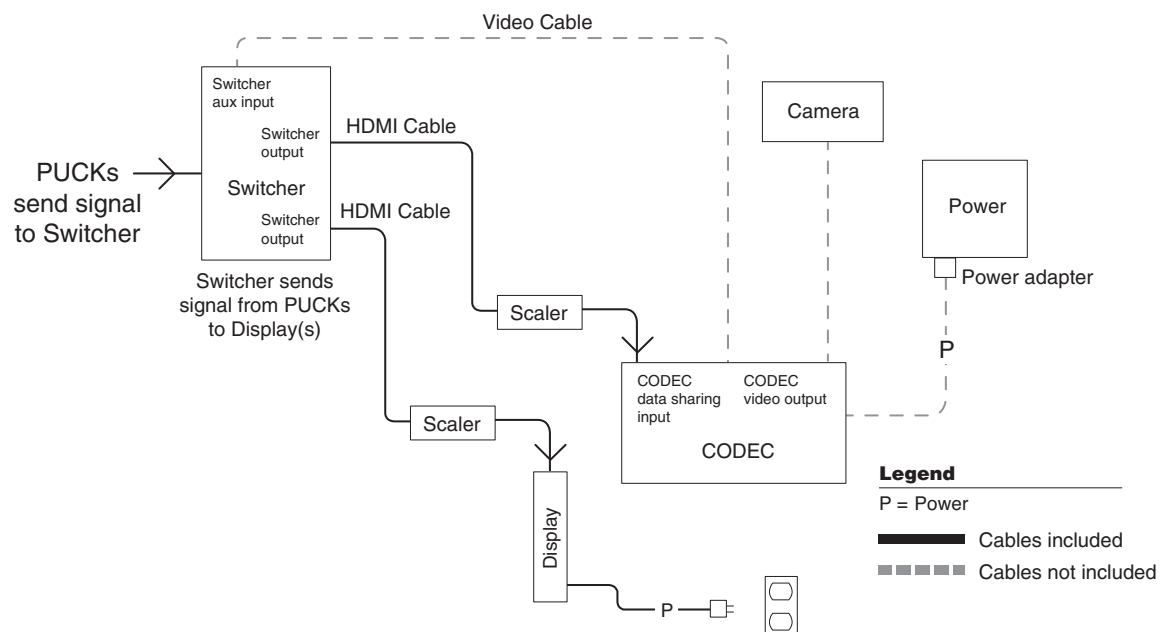 Video Cable
Switcher
aux input
Switcher
output
HDMI Cable
PUCKs
send signal
to Switcher
Switcher
Switcher
output
HDMI Cable
Switcher sends
signal from PUCKs
to Display(s)
Camera
Power
Power adapter
P
Scaler
Scaler
CODEC
data sharing
input
CODEC
video output
CODEC
Display
P
Legend
P = Power
Cables included
Cables not included